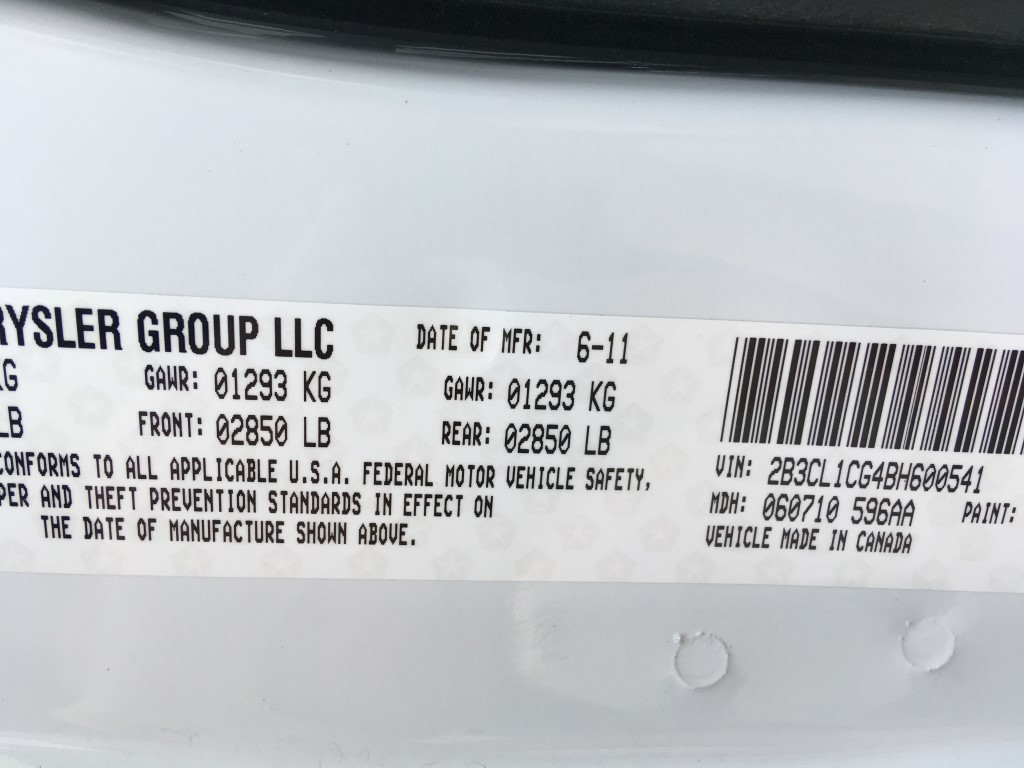 RYSLER GROUP LLC DATE OF MFR: 6-11
KG GAWR: 01293 KG GAWR: 01293 KG
LB FRONT: 02850 LB REAR: 02850 LB
CONFORMS TO ALL APPLICABLE U.S.A. FEDERAL MOTOR VEHICLE SAFETY,
PER AND THEFT PREVENTION STANDARDS IN EFFECT ON
THE DATE OF MANUFACTURE SHOWN ABOVE.
VIN: 2B3CL1CG4BH600541
MDH: 060710 596AA PAINT:
VEHICLE MADE IN CANADA